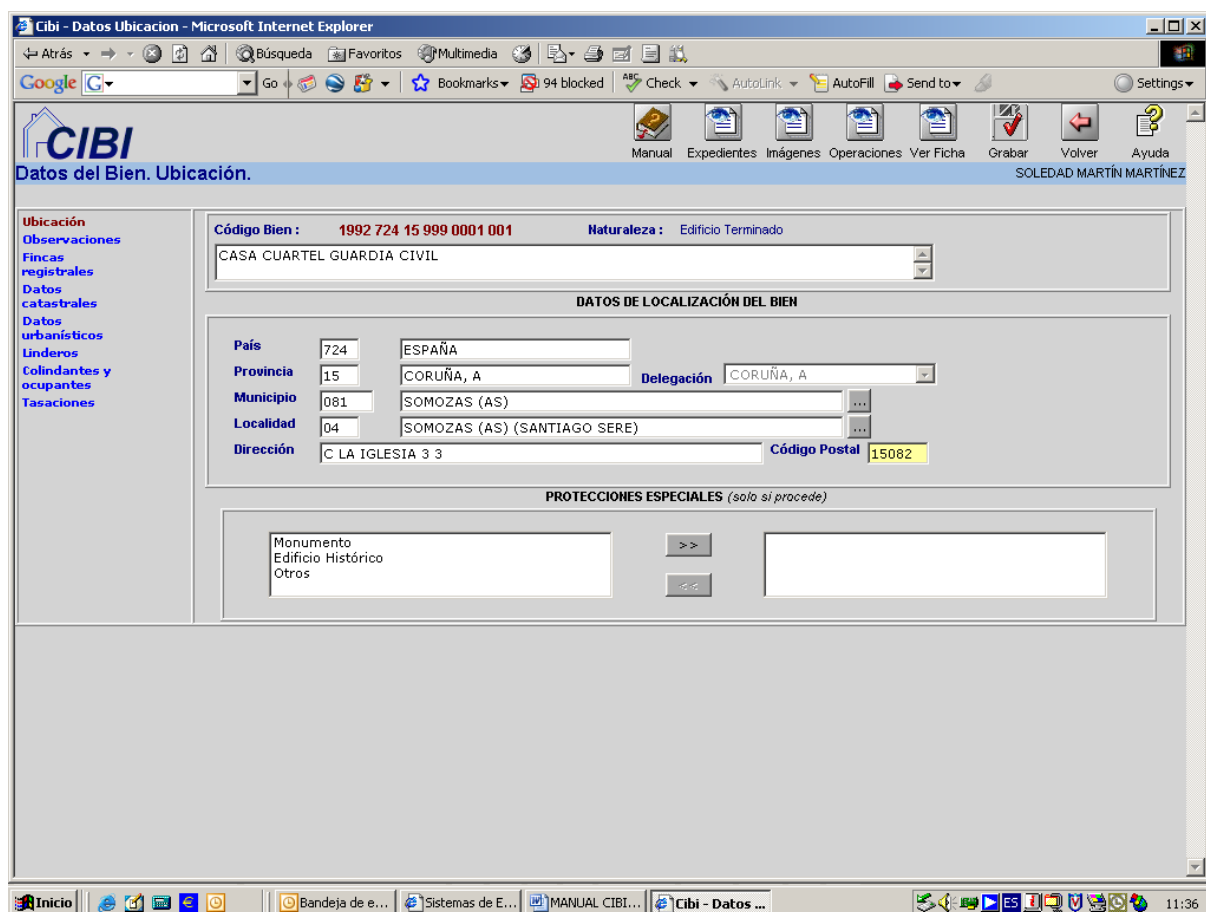 Cibi - Datos Ubicacion - Microsoft Internet Explorer
Atrás Búsqueda Favoritos Multimedia
Google G Go Bookmarks 94 blocked ABC Check AutoLink AutoFill Send to Settings
CIBI
Manual Expedientes Imágenes Operaciones Ver Ficha Grabar Volver Ayuda
Datos del Bien. Ubicación. SOLEDAD MARTÍN MARTÍNEZ
Ubicación
Observaciones
Fincas
registrales
Datos
catastrales
Datos
urbanísticos
Linderos
Colindantes y
ocupantes
Tasaciones
Código Bien : 1992 724 15 999 0001 001 Naturaleza : Edificio Terminado
CASA CUARTEL GUARDIA CIVIL
DATOS DE LOCALIZACIÓN DEL BIEN
País 724 ESPAÑA
Provincia 15 CORUÑA, A Delegación CORUÑA, A
Municipio 081 SOMOZAS (AS) ...
Localidad 04 SOMOZAS (AS) (SANTIAGO SERE) ...
Dirección C LA IGLESIA 3 3 Código Postal 15082
PROTECCIONES ESPECIALES (solo si procede)
Monumento
Edificio Histórico
Otros
>>
<<
Inicio Bandeja de e... Sistemas de E... MANUAL CIBI... Cibi - Datos ... ES 11:36